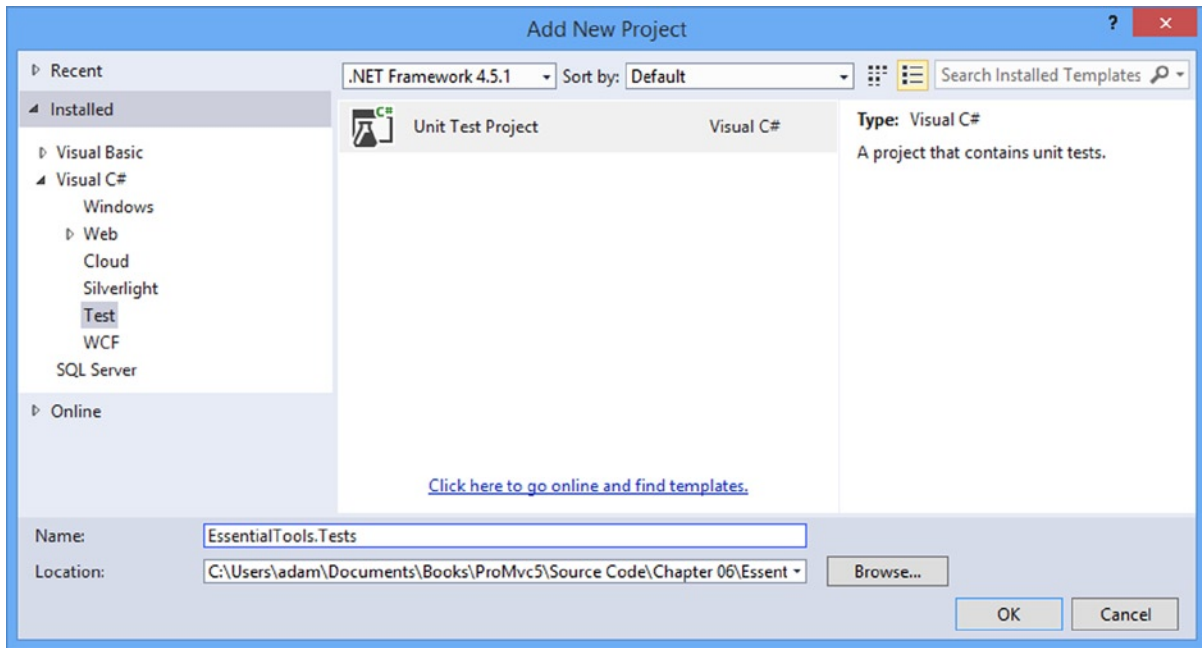 Add New Project
?
Recent
.NET Framework 4.5.1
Sort by: Default
Search Installed Templates
Installed
Visual Basic
Visual C#
Windows
Web
Cloud
Silverlight
Test
WCF
SQL Server
Online
C#
Unit Test Project
Visual C#
Type: Visual C#
A project that contains unit tests.
Click here to go online and find templates.
Name:
EssentialTools.Tests
Location:
C:\Users\adam\Documents\Books\ProMvc5\Source Code\Chapter 06\Essent
Browse...
OK
Cancel